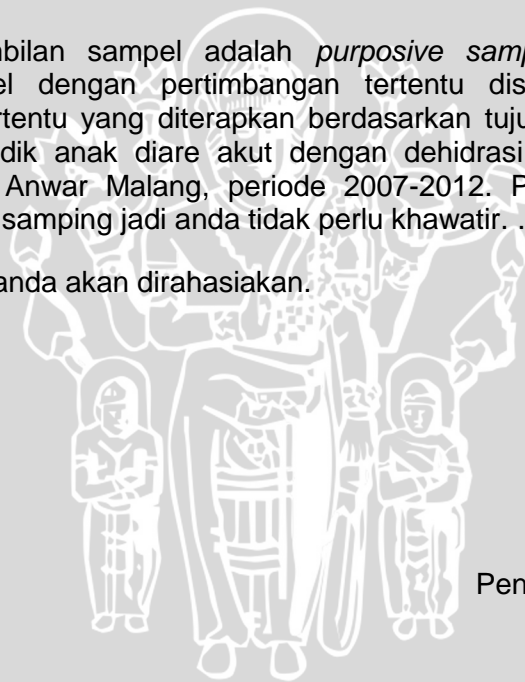 bilan sampel adalah purposive samp
el dengan pertimbangan tertentu dis
rtentu yang diterapkan berdasarkan tuju
dik anak diare akut dengan dehidrasi
Anwar Malang, periode 2007-2012. P
samping jadi anda tidak perlu khawatir. .
anda akan dirahasiakan.
Pen